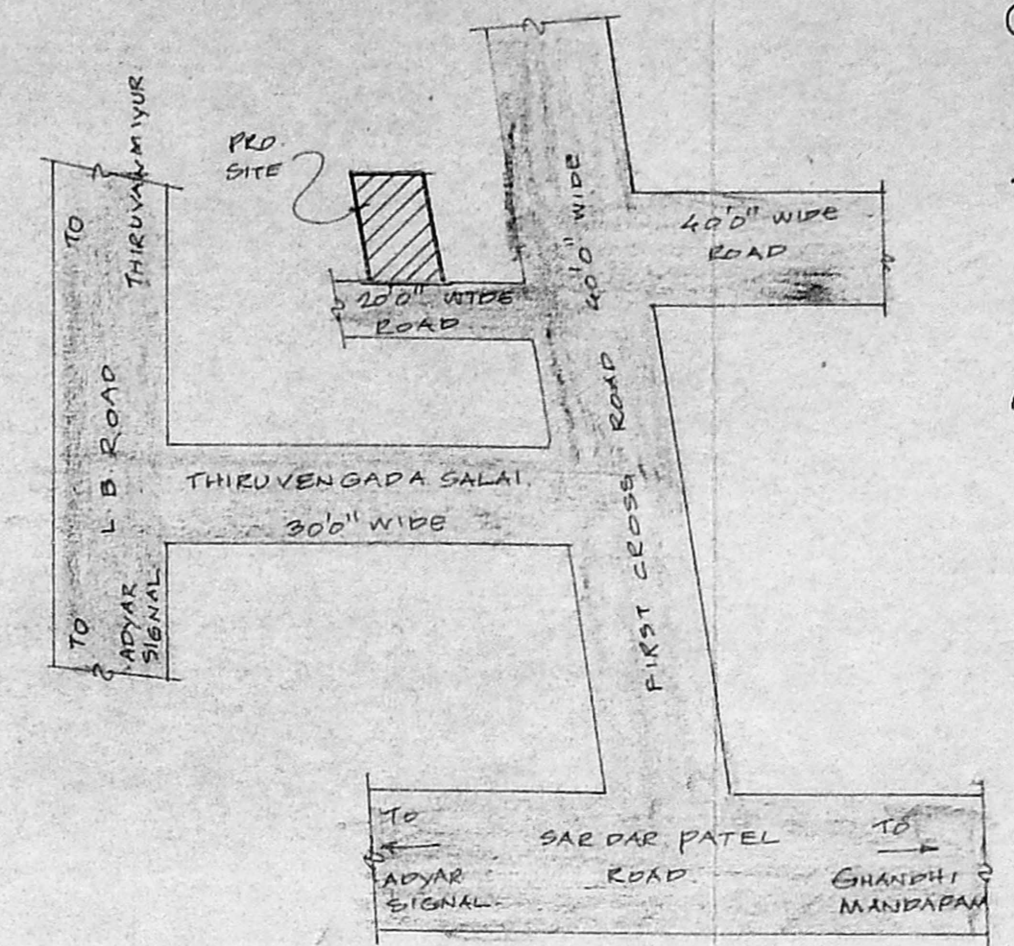 PRO.
SITE
TO THIRUVANMIYUR
L B ROAD
TO ADYAR
SIGNAL
40'0" WIDE
40'0" WIDE
ROAD
20'0" WIDE
ROAD
THIRUVENGADA SALAI.
30'0" WIDE
FIRST CROSS ROAD
TO
ADYAR
SIGNAL.
SARDAR PATEL
ROAD
TO
GHANDHI
MANDAPAM